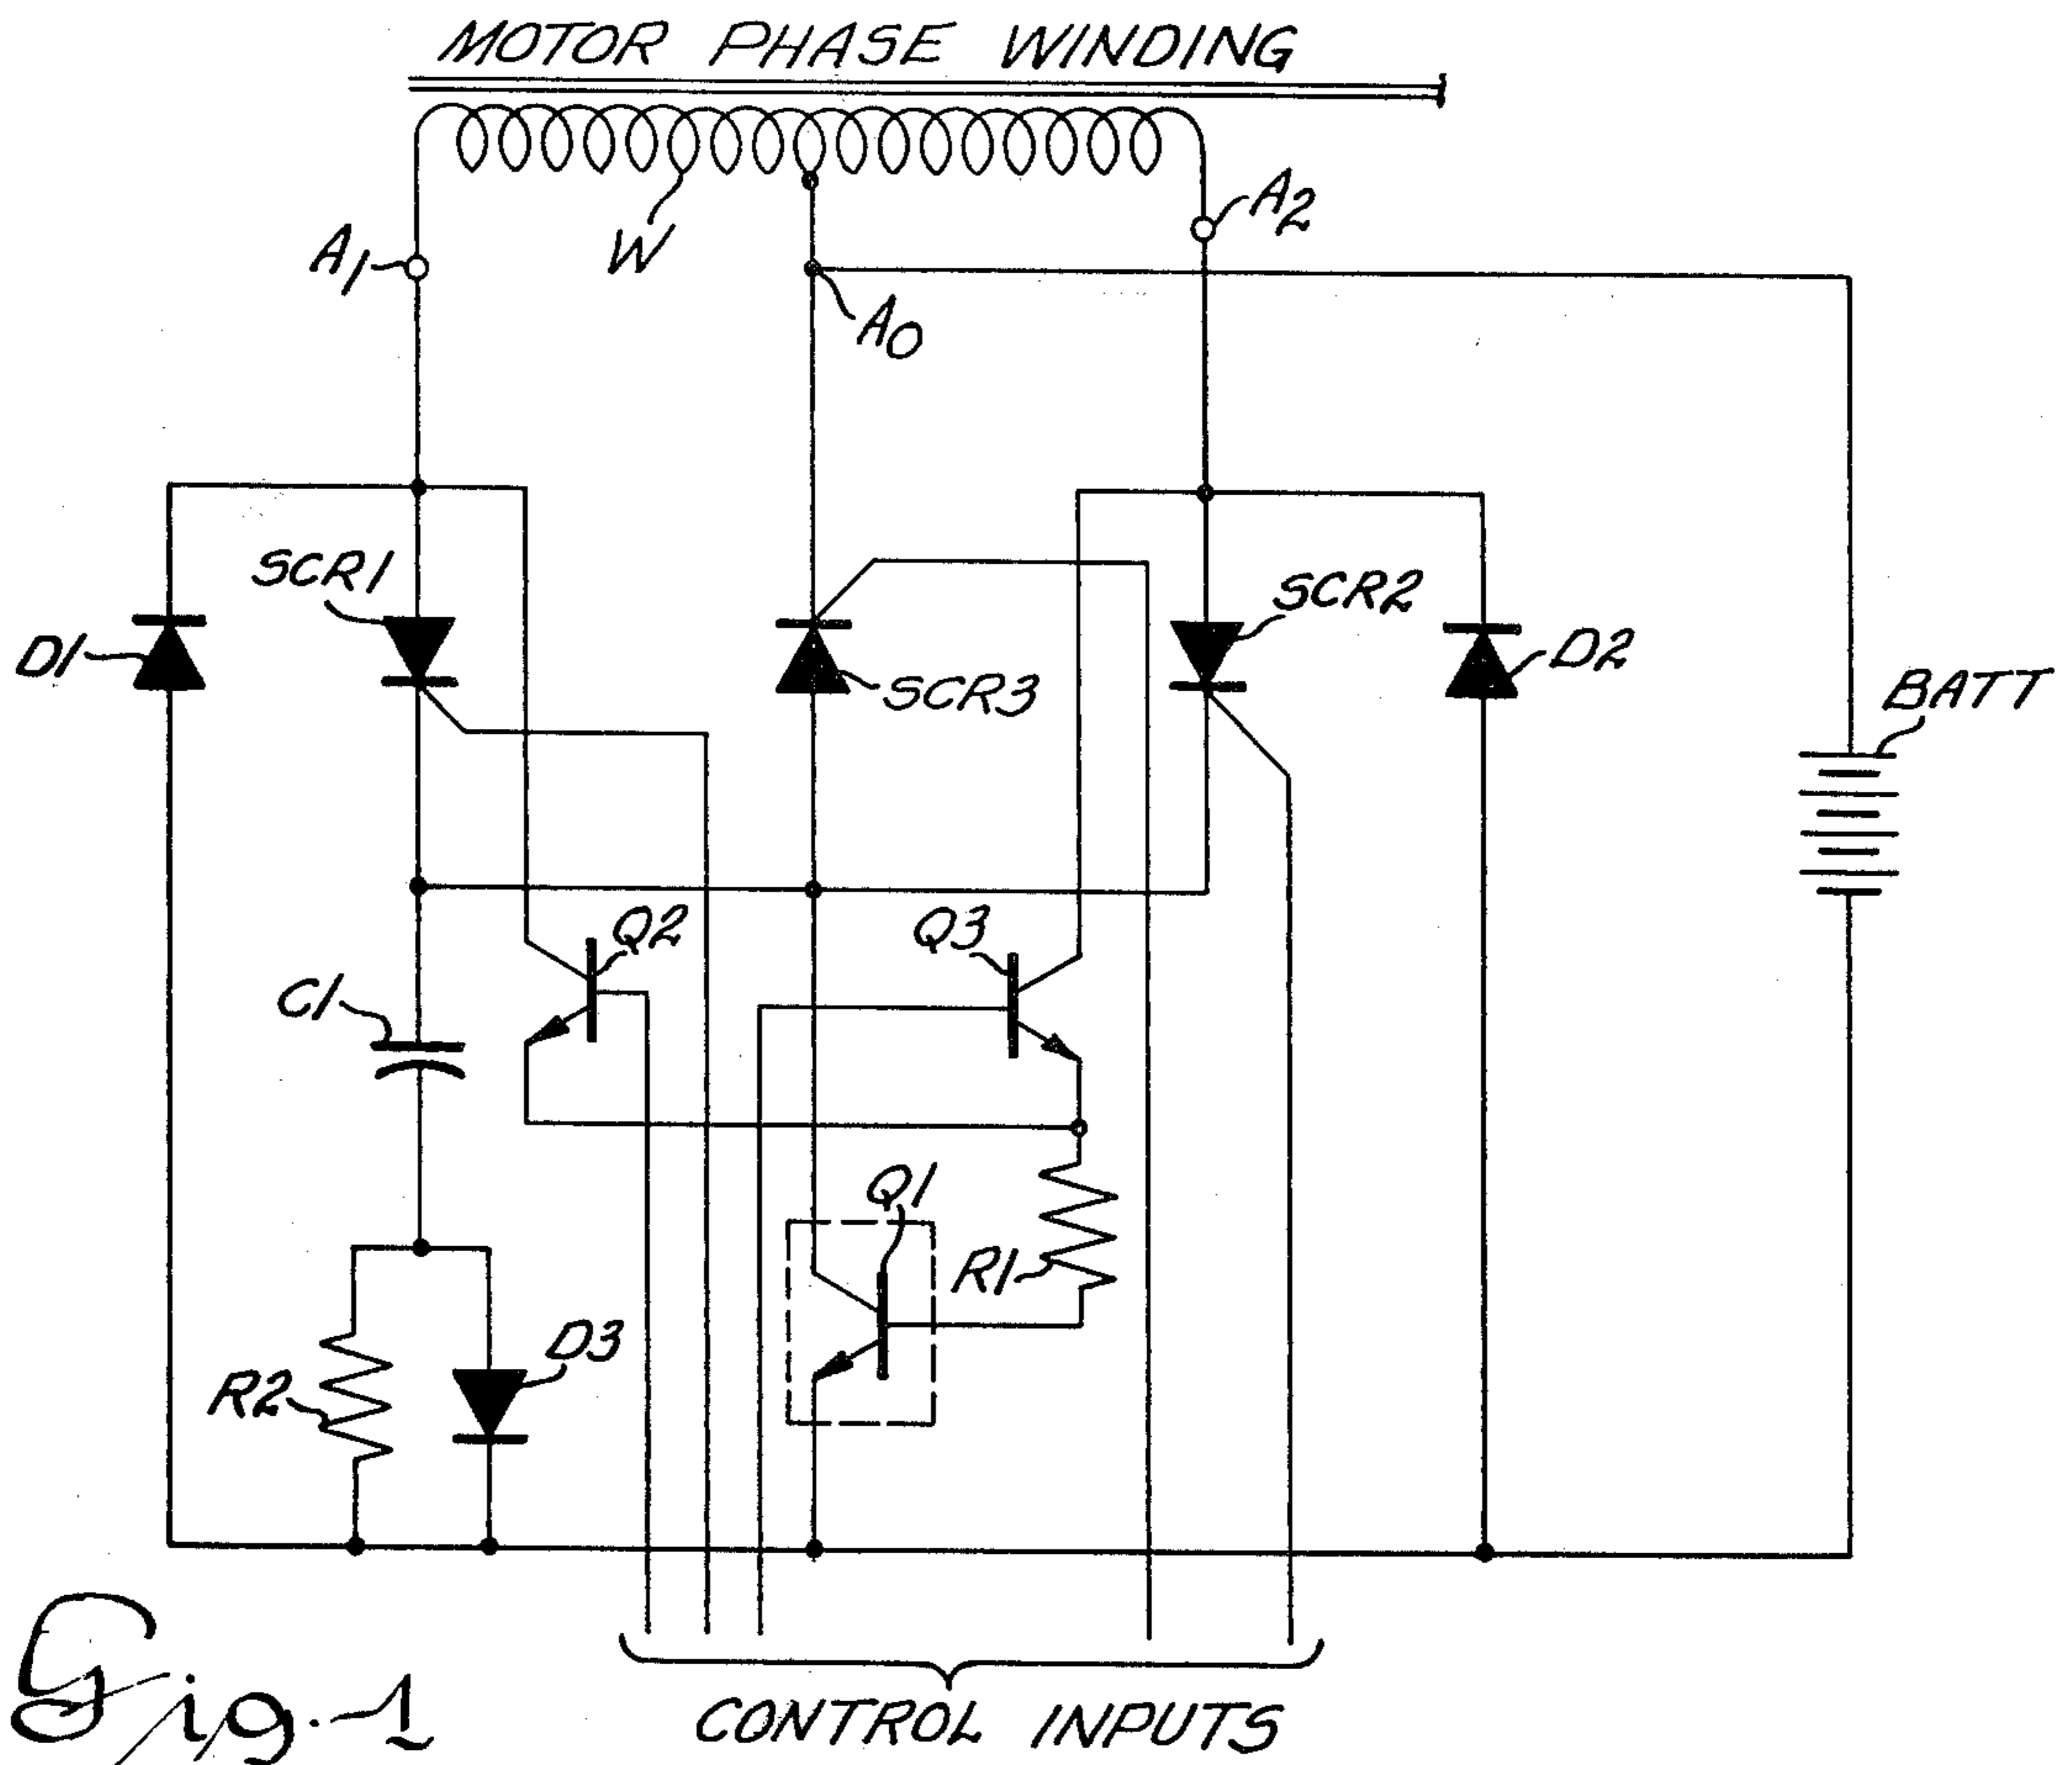 MOTOR PHASE WINDING
A1
W
A0
A2
SCR1
D1
SCR3
SCR2
D2
BATT
Q2
Q3
C1
Q1
R1
D3
R2
CONTROL INPUTS
Fig. 1